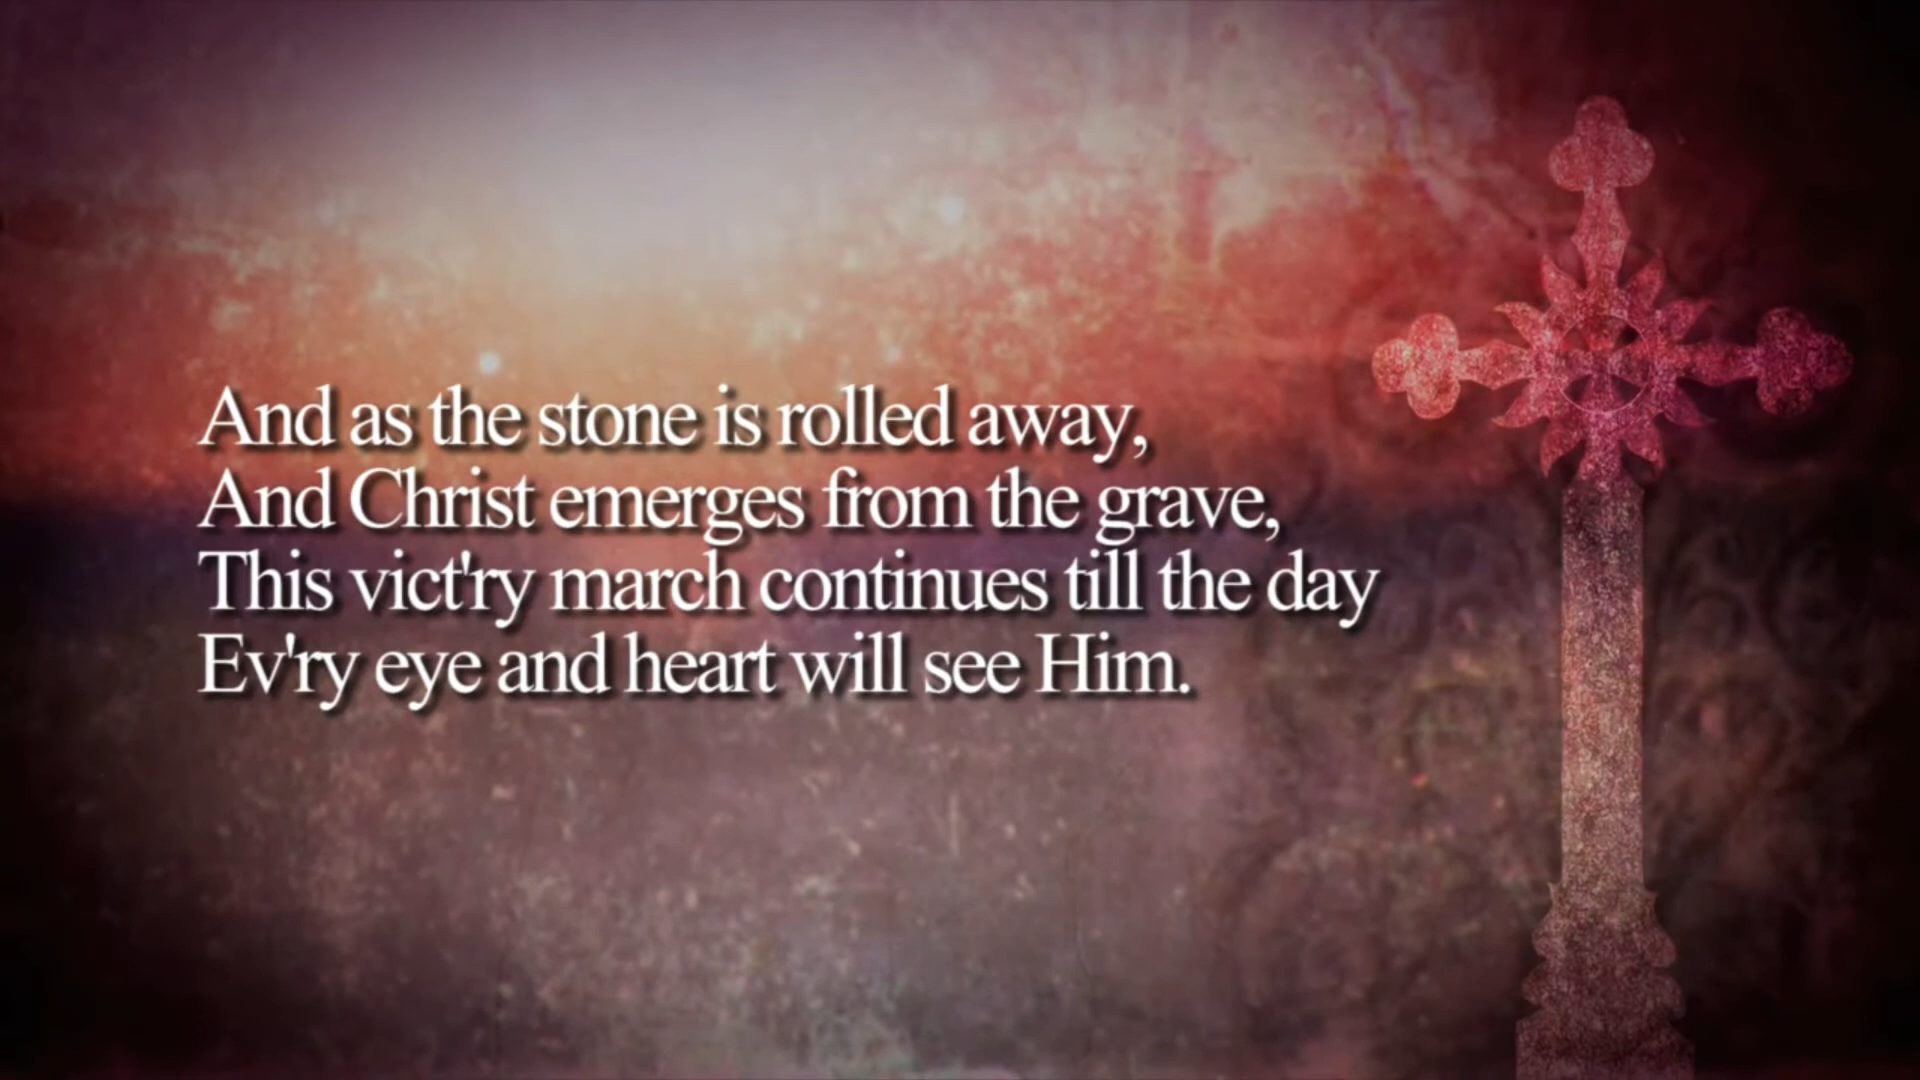 And as the stone is rolled away,
And Christ emerges from the grave,
This vict'ry march continues till the day
Ev'ry eye and heart will see Him.